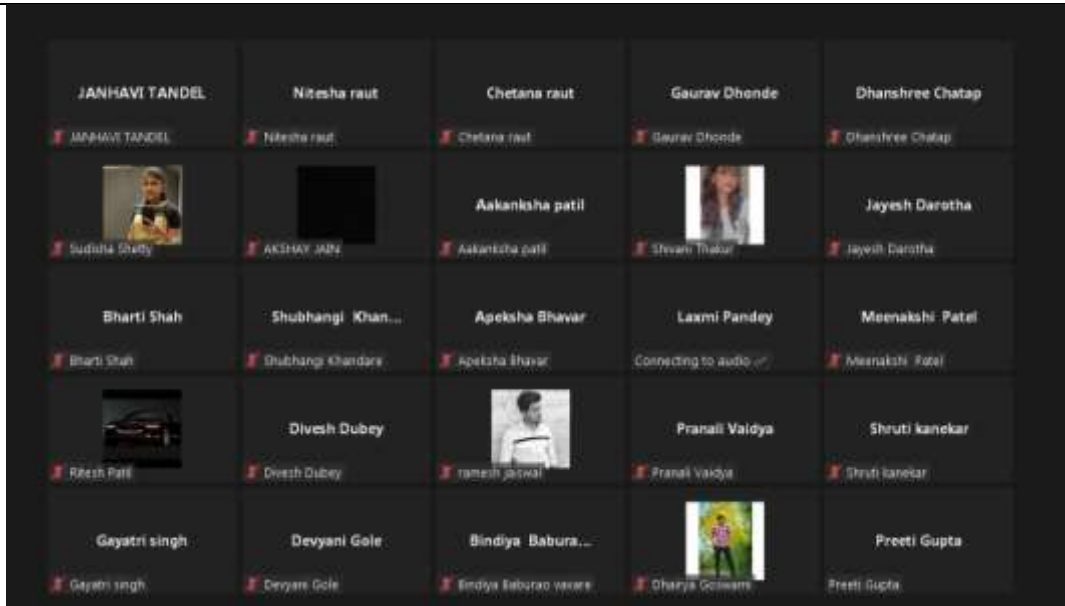 JANHAVI TANDEL
Nitesha raut
Chetana raut
Gaurav Dhonde
Dhanshree Chatap
JANHAVI TANDEL
Nitesha raut
Chetana raut
Gaurav Dhonde
Dhanshree Chatap
Aakanksha patil
Jayesh Darotha
Sudisha Shetty
AKSHAY JAIN
Aakanksha patil
Shivani Thakur
Jayesh Darotha
Bharti Shah
Shubhangi Khan...
Apeksha Bhavar
Laxmi Pandey
Meenakshi Patel
Bharti Shah
Shubhangi Khandare
Apeksha Bhavar
Connecting to audio
Meenakshi Patel
Divesh Dubey
Pranali Vaidya
Shruti kanekar
Ritesh Patil
Divesh Dubey
ramesh jaiswal
Pranali Vaidya
Shruti kanekar
Gayatri singh
Devyani Gole
Bindiya Babura...
Preeti Gupta
Gayatri singh
Devyani Gole
Bindiya Baburao vavare
Dhairya Goswami
Preeti Gupta